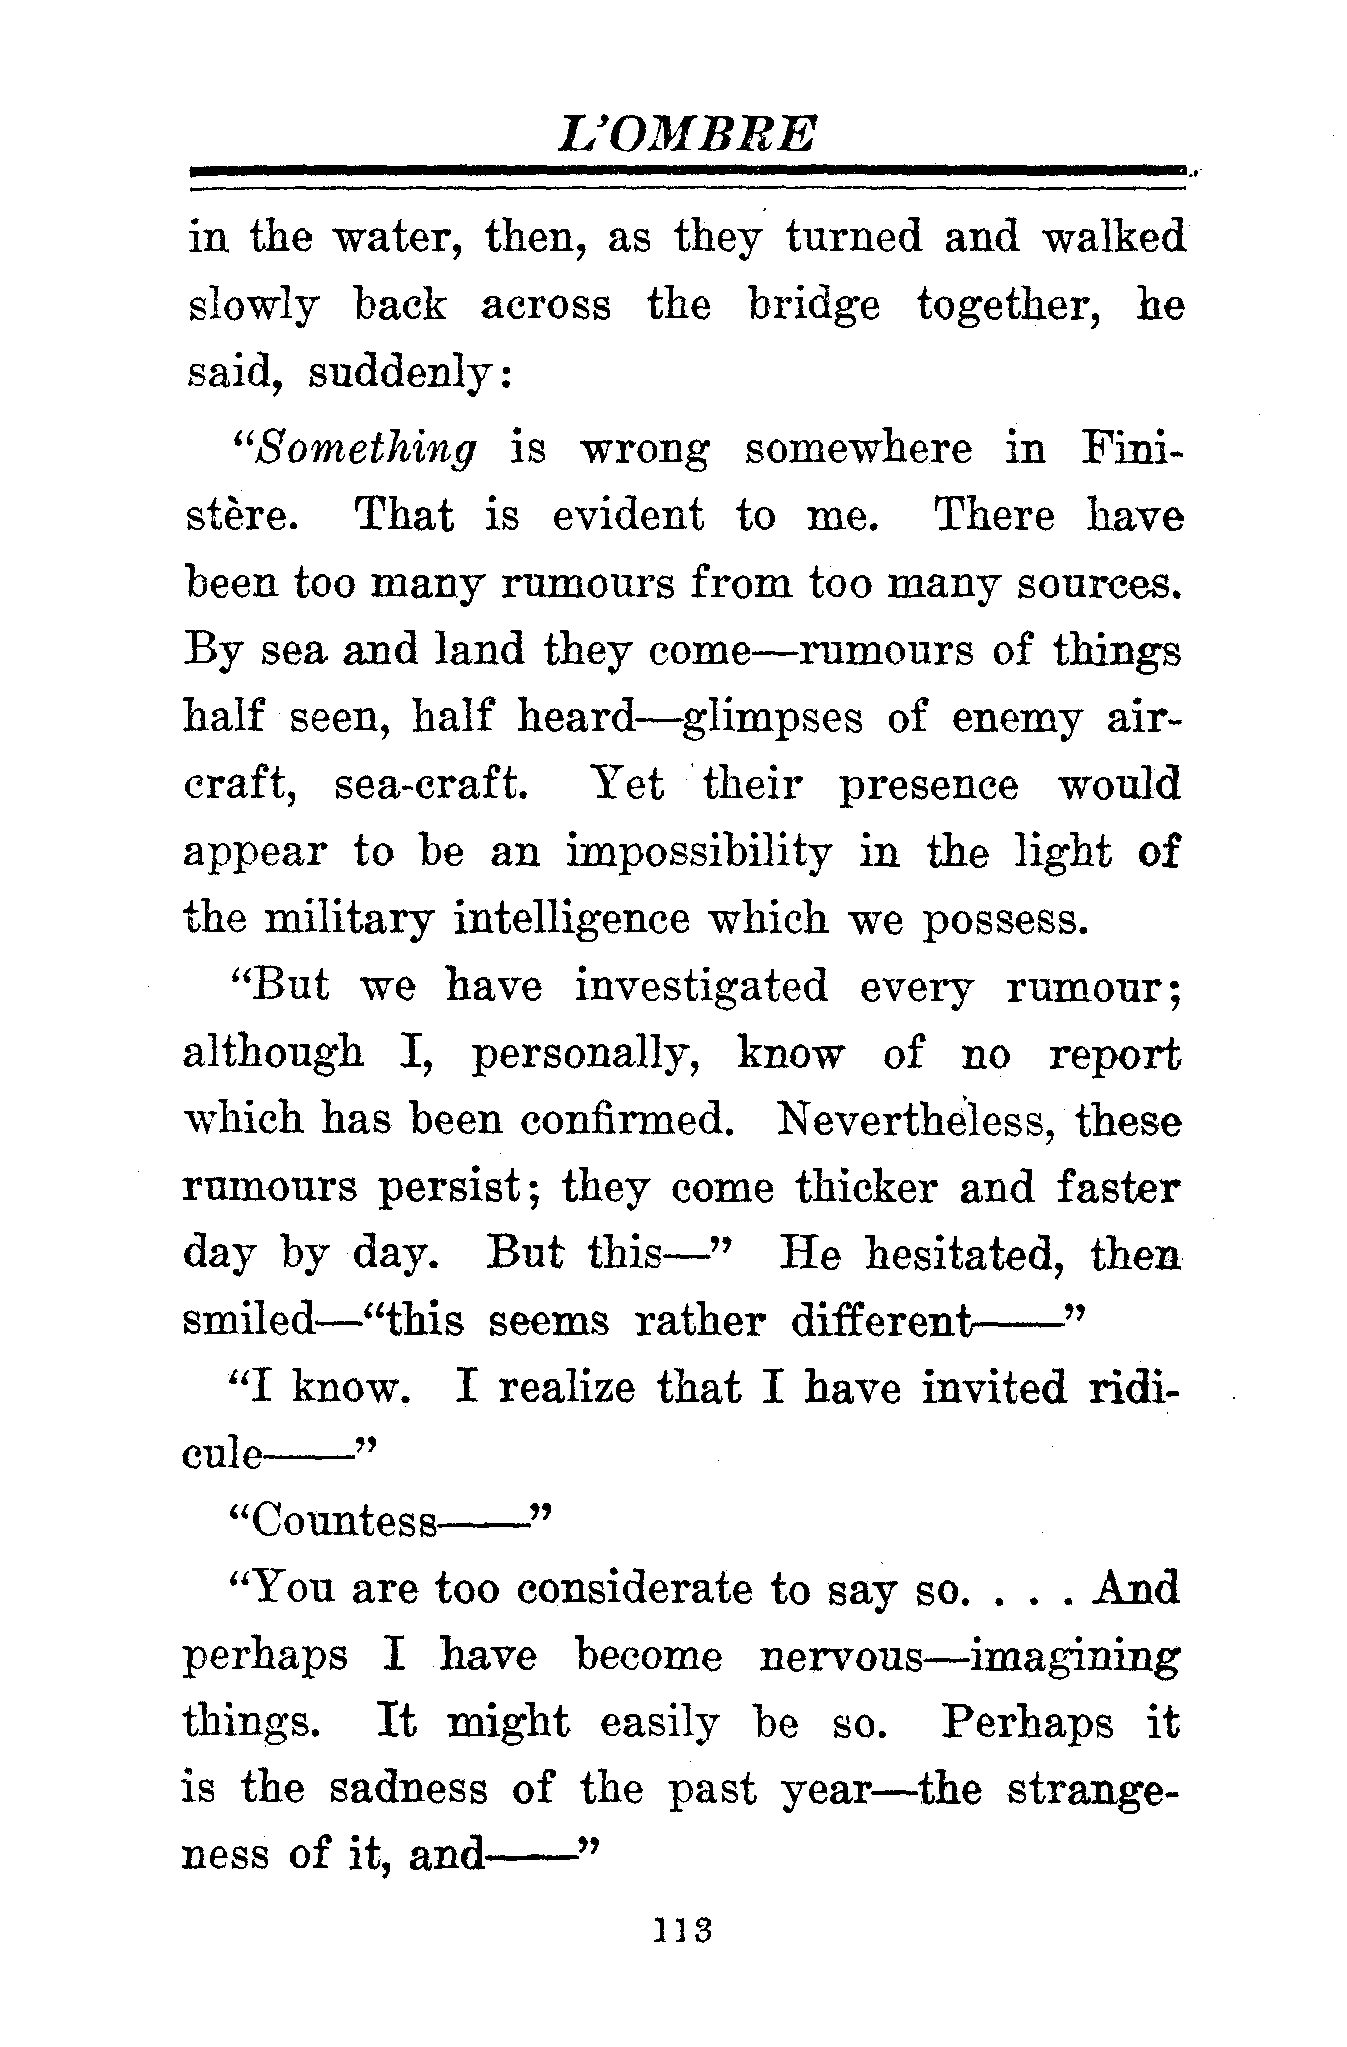 L'OMBRE
in the water, then, as they turned and walked
slowly back across the bridge together, he
said, suddenly:
“Something is wrong somewhere in Fini-
stère. That is evident to me. There have
been too many rumours from too many sources.
By sea and land they come—rumours of things
half seen, half heard—glimpses of enemy air-
craft, sea-craft. Yet their presence would
appear to be an impossibility in the light of
the military intelligence which we possess.
“But we have investigated every rumour;
although I, personally, know of no report
which has been confirmed. Nevertheless, these
rumours persist; they come thicker and faster
day by day. But this—” He hesitated, then
smiled—“this seems rather different——”
“I know. I realize that I have invited ridi-
cule——”
“Countess——”
“You are too considerate to say so. . . . And
perhaps I have become nervous—imagining
things. It might easily be so. Perhaps it
is the sadness of the past year—the strange-
ness of it, and——”
113